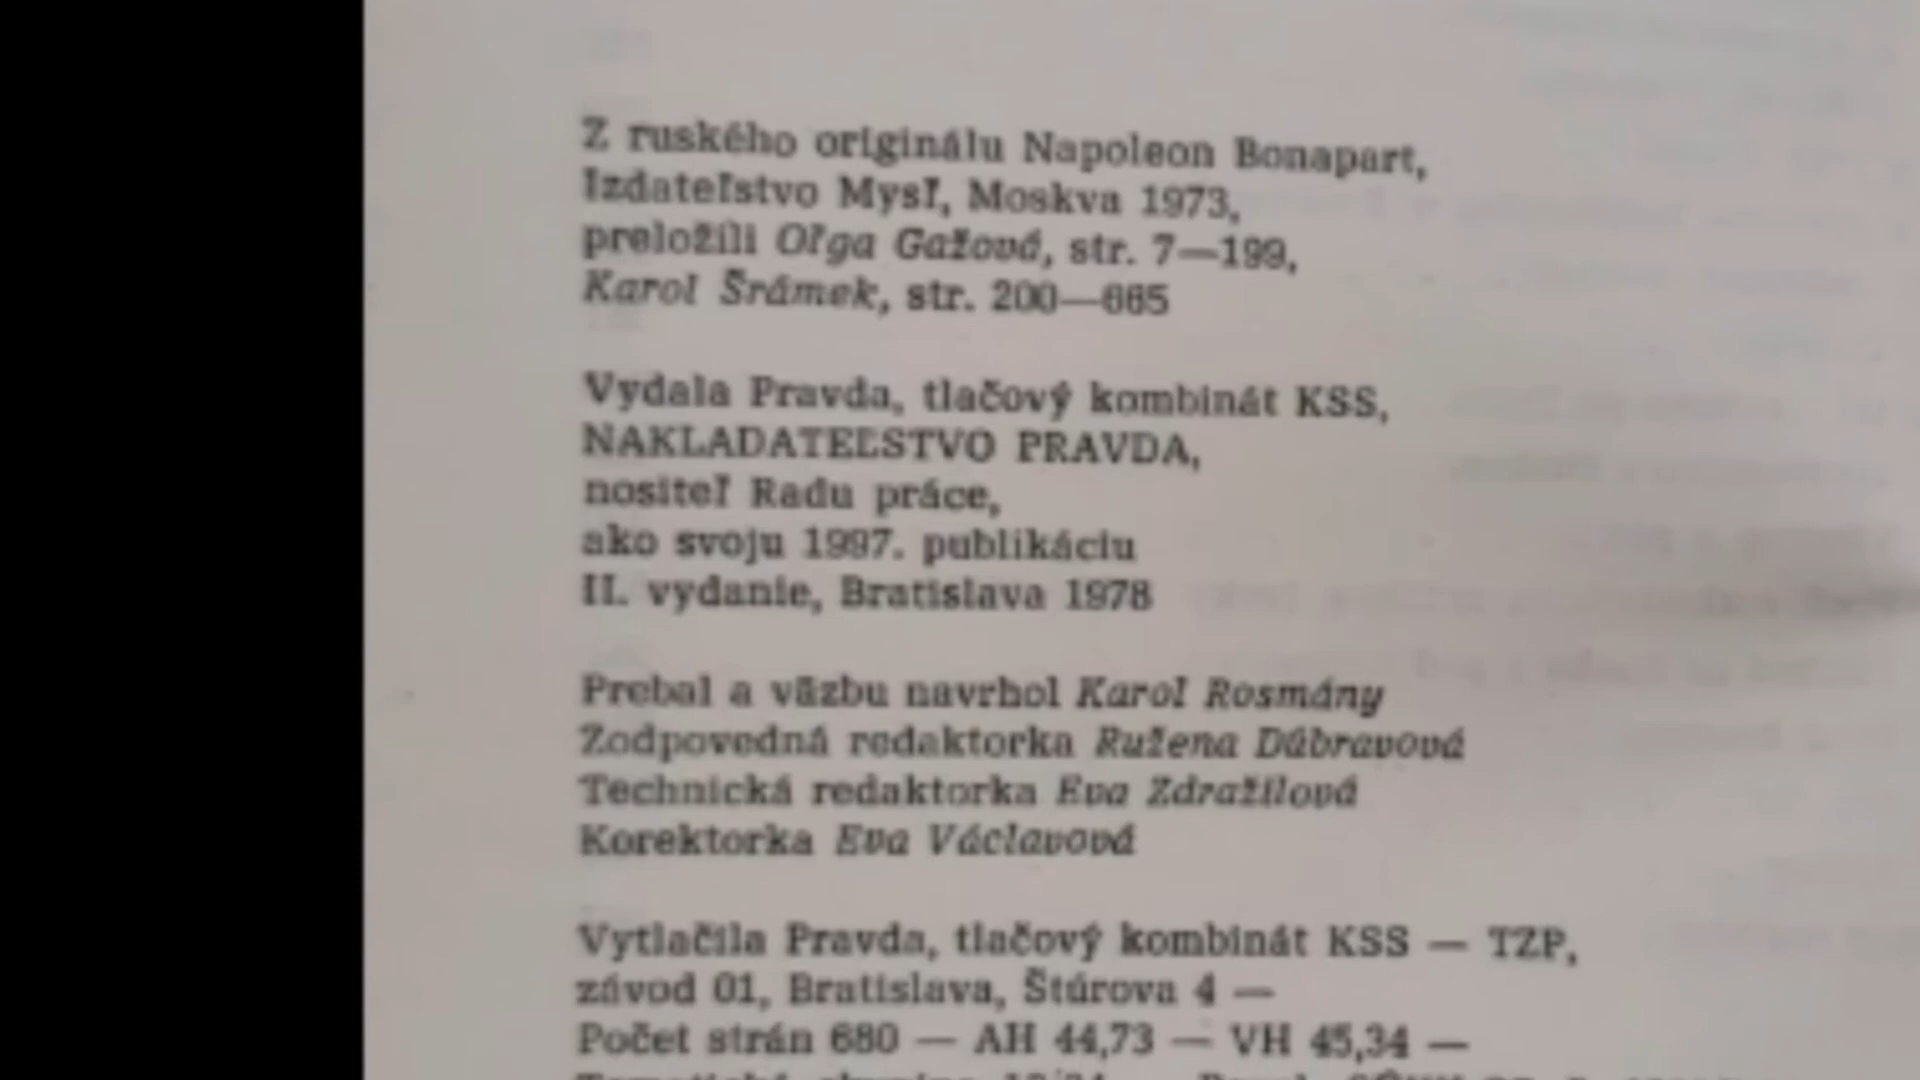 Z ruského originálu Napoleon Bonapart,
Izdateľstvo Mysľ, Moskva 1973,
preložili Oľga Gažová, str. 7—199,
Karol Šrámek, str. 200—665
Vydala Pravda, tlačový kombinát KSS,
NAKLADATEĽSTVO PRAVDA,
nositeľ Radu práce,
ako svoju 1997. publikáciu
II. vydanie, Bratislava 1978
Prebal a väzbu navrhol Karol Rosmány
Zodpovedná redaktorka Ružena Dúbravová
Technická redaktorka Eva Zdražilová
Korektorka Eva Václavová
Vytlačila Pravda, tlačový kombinát KSS — TZP,
závod 01, Bratislava, Štúrova 4 —
Počet strán 680 — AH 44,73 — VH 45,34 —